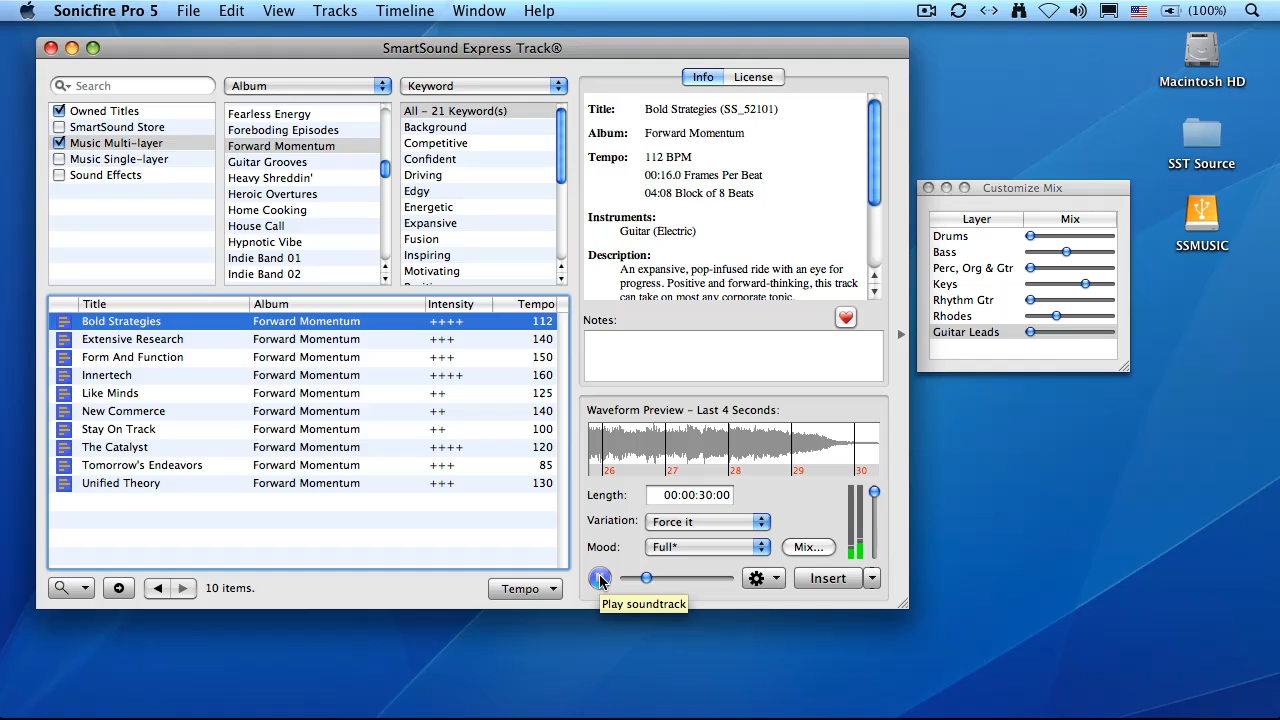 Sonicfire Pro 5 File Edit View Tracks Timeline Window Help (100%)
SmartSound Express Track®
Search
Album
Keyword
Owned Titles
SmartSound Store
Music Multi-layer
Music Single-layer
Sound Effects
Fearless Energy
Foreboding Episodes
Forward Momentum
Guitar Grooves
Heavy Shreddin'
Heroic Overtures
Home Cooking
House Call
Hypnotic Vibe
Indie Band 01
Indie Band 02
All – 21 Keyword(s)
Background
Competitive
Confident
Driving
Edgy
Energetic
Expansive
Fusion
Inspiring
Motivating
Title Album Intensity Tempo
Bold Strategies Forward Momentum ++++ 112
Extensive Research Forward Momentum +++ 140
Form And Function Forward Momentum +++ 150
Innertech Forward Momentum ++++ 160
Like Minds Forward Momentum ++ 125
New Commerce Forward Momentum ++ 140
Stay On Track Forward Momentum ++ 100
The Catalyst Forward Momentum ++++ 120
Tomorrow's Endeavors Forward Momentum +++ 85
Unified Theory Forward Momentum +++ 130
10 items.
Tempo
Info License
Title: Bold Strategies (SS_52101)
Album: Forward Momentum
Tempo: 112 BPM
00:16.0 Frames Per Beat
04:08 Block of 8 Beats
Instruments:
Guitar (Electric)
Description:
An expansive, pop-infused ride with an eye for
progress. Positive and forward-thinking, this track
can take on most any corporate topic.
Notes:
Waveform Preview – Last 4 Seconds:
26 27 28 29 30
Length: 00:00:30:00
Variation: Force it
Mood: Full* Mix...
Insert
Play soundtrack
Customize Mix
Layer Mix
Drums
Bass
Perc, Org & Gtr
Keys
Rhythm Gtr
Rhodes
Guitar Leads
Macintosh HD
SST Source
SSMUSIC